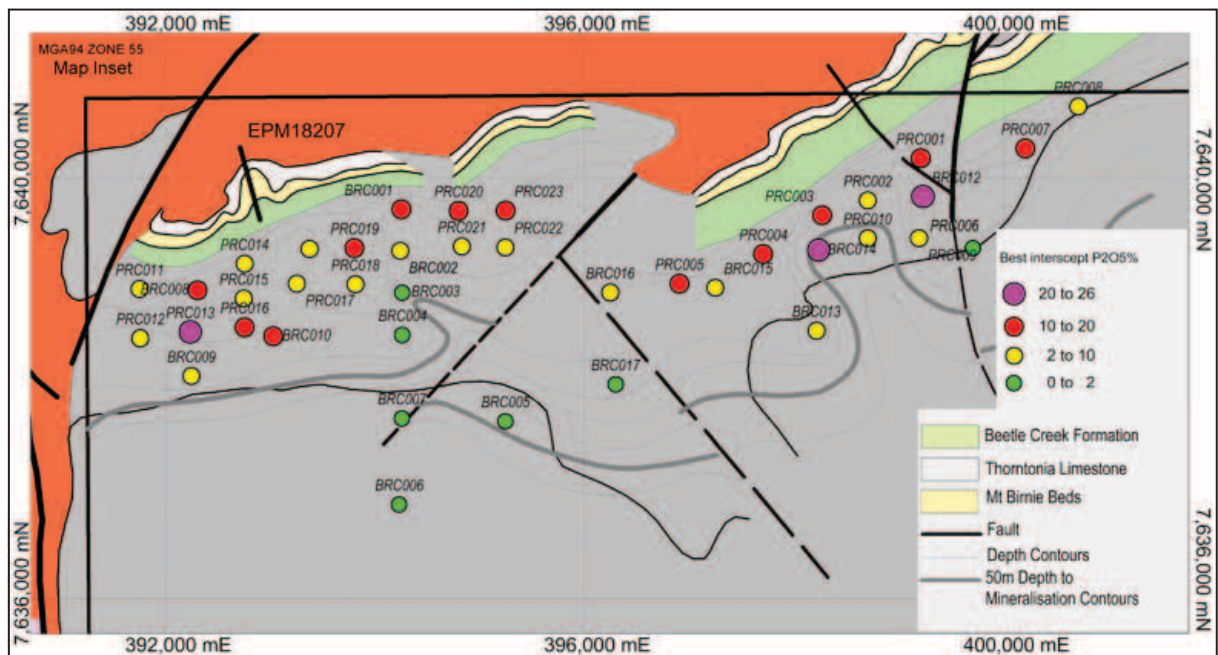 392,000 mE
396,000 mE
400,000 mE
MGA94 ZONE 55
Map Inset
EPM18207
7,640,000 mN
7,640,000 mN
PRC008
PRC001
PRC007
BRC001
PRC020
PRC023
PRC003
PRC002
BRC012
PRC019
PRC021
PRC022
PRC004
PRC010
PRC006
PRC014
BRC002
BRC014
PRC009
PRC011
BRC008
PRC015
PRC018
PRC017
BRC003
BRC016
PRC005
BRC015
PRC012
PRC013
PRC016
BRC010
BRC004
BRC013
BRC009
BRC017
BRC007
BRC005
BRC006
Best interscept P2O5%
20 to 26
10 to 20
2 to 10
0 to 2
Beetle Creek Formation
Thorntonia Limestone
Mt Birnie Beds
Fault
Depth Contours
50m Depth to
Mineralisation Contours
7,636,000 mN
7,636,000 mN
392,000 mE
396,000 mE
400,000 mE